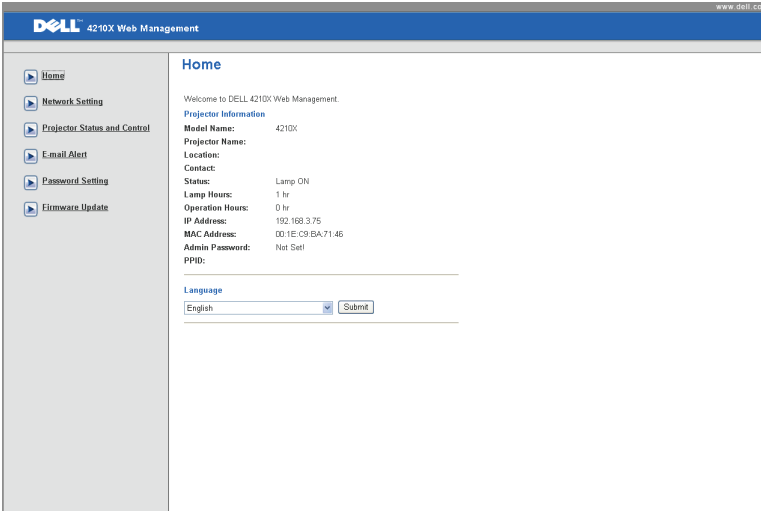 www.dell.co
DELL™ 4210X Web Management
Home
Network Setting
Projector Status and Control
E-mail Alert
Password Setting
Firmware Update
Home
Welcome to DELL 4210X Web Management.
Projector Information
Model Name: 4210X
Projector Name:
Location:
Contact:
Status: Lamp ON
Lamp Hours: 1 hr
Operation Hours: 0 hr
IP Address: 192.168.3.75
MAC Address: 00:1E:C9:BA:71:46
Admin Password: Not Set!
PPID:
Language
English Submit